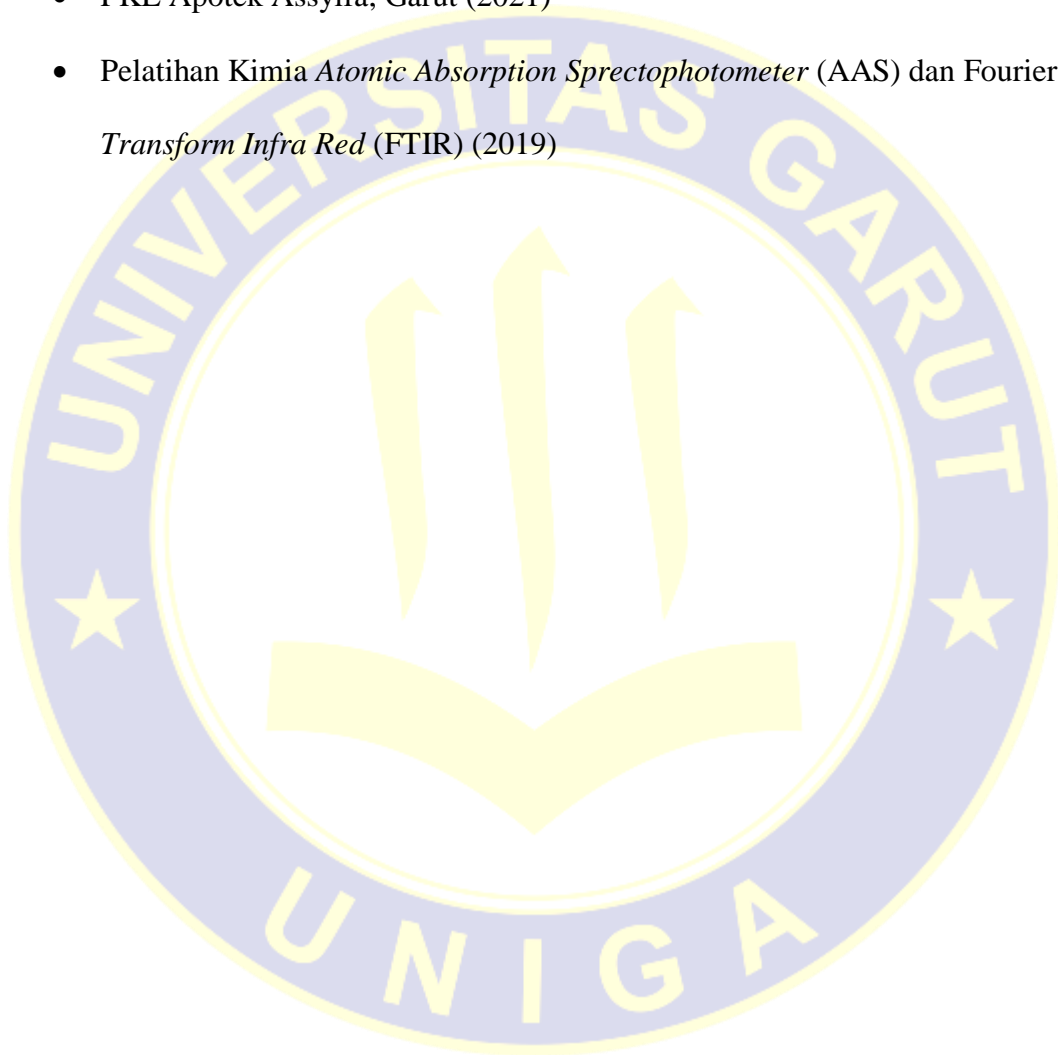 PKL Apotek Assyifa, Garut (2021)
• Pelatihan Kimia Atomic Absorption Sprectophotometer (AAS) dan Fourier
Transform Infra Red (FTIR) (2019)
UNIVERSITAS GARUT
UNIGA